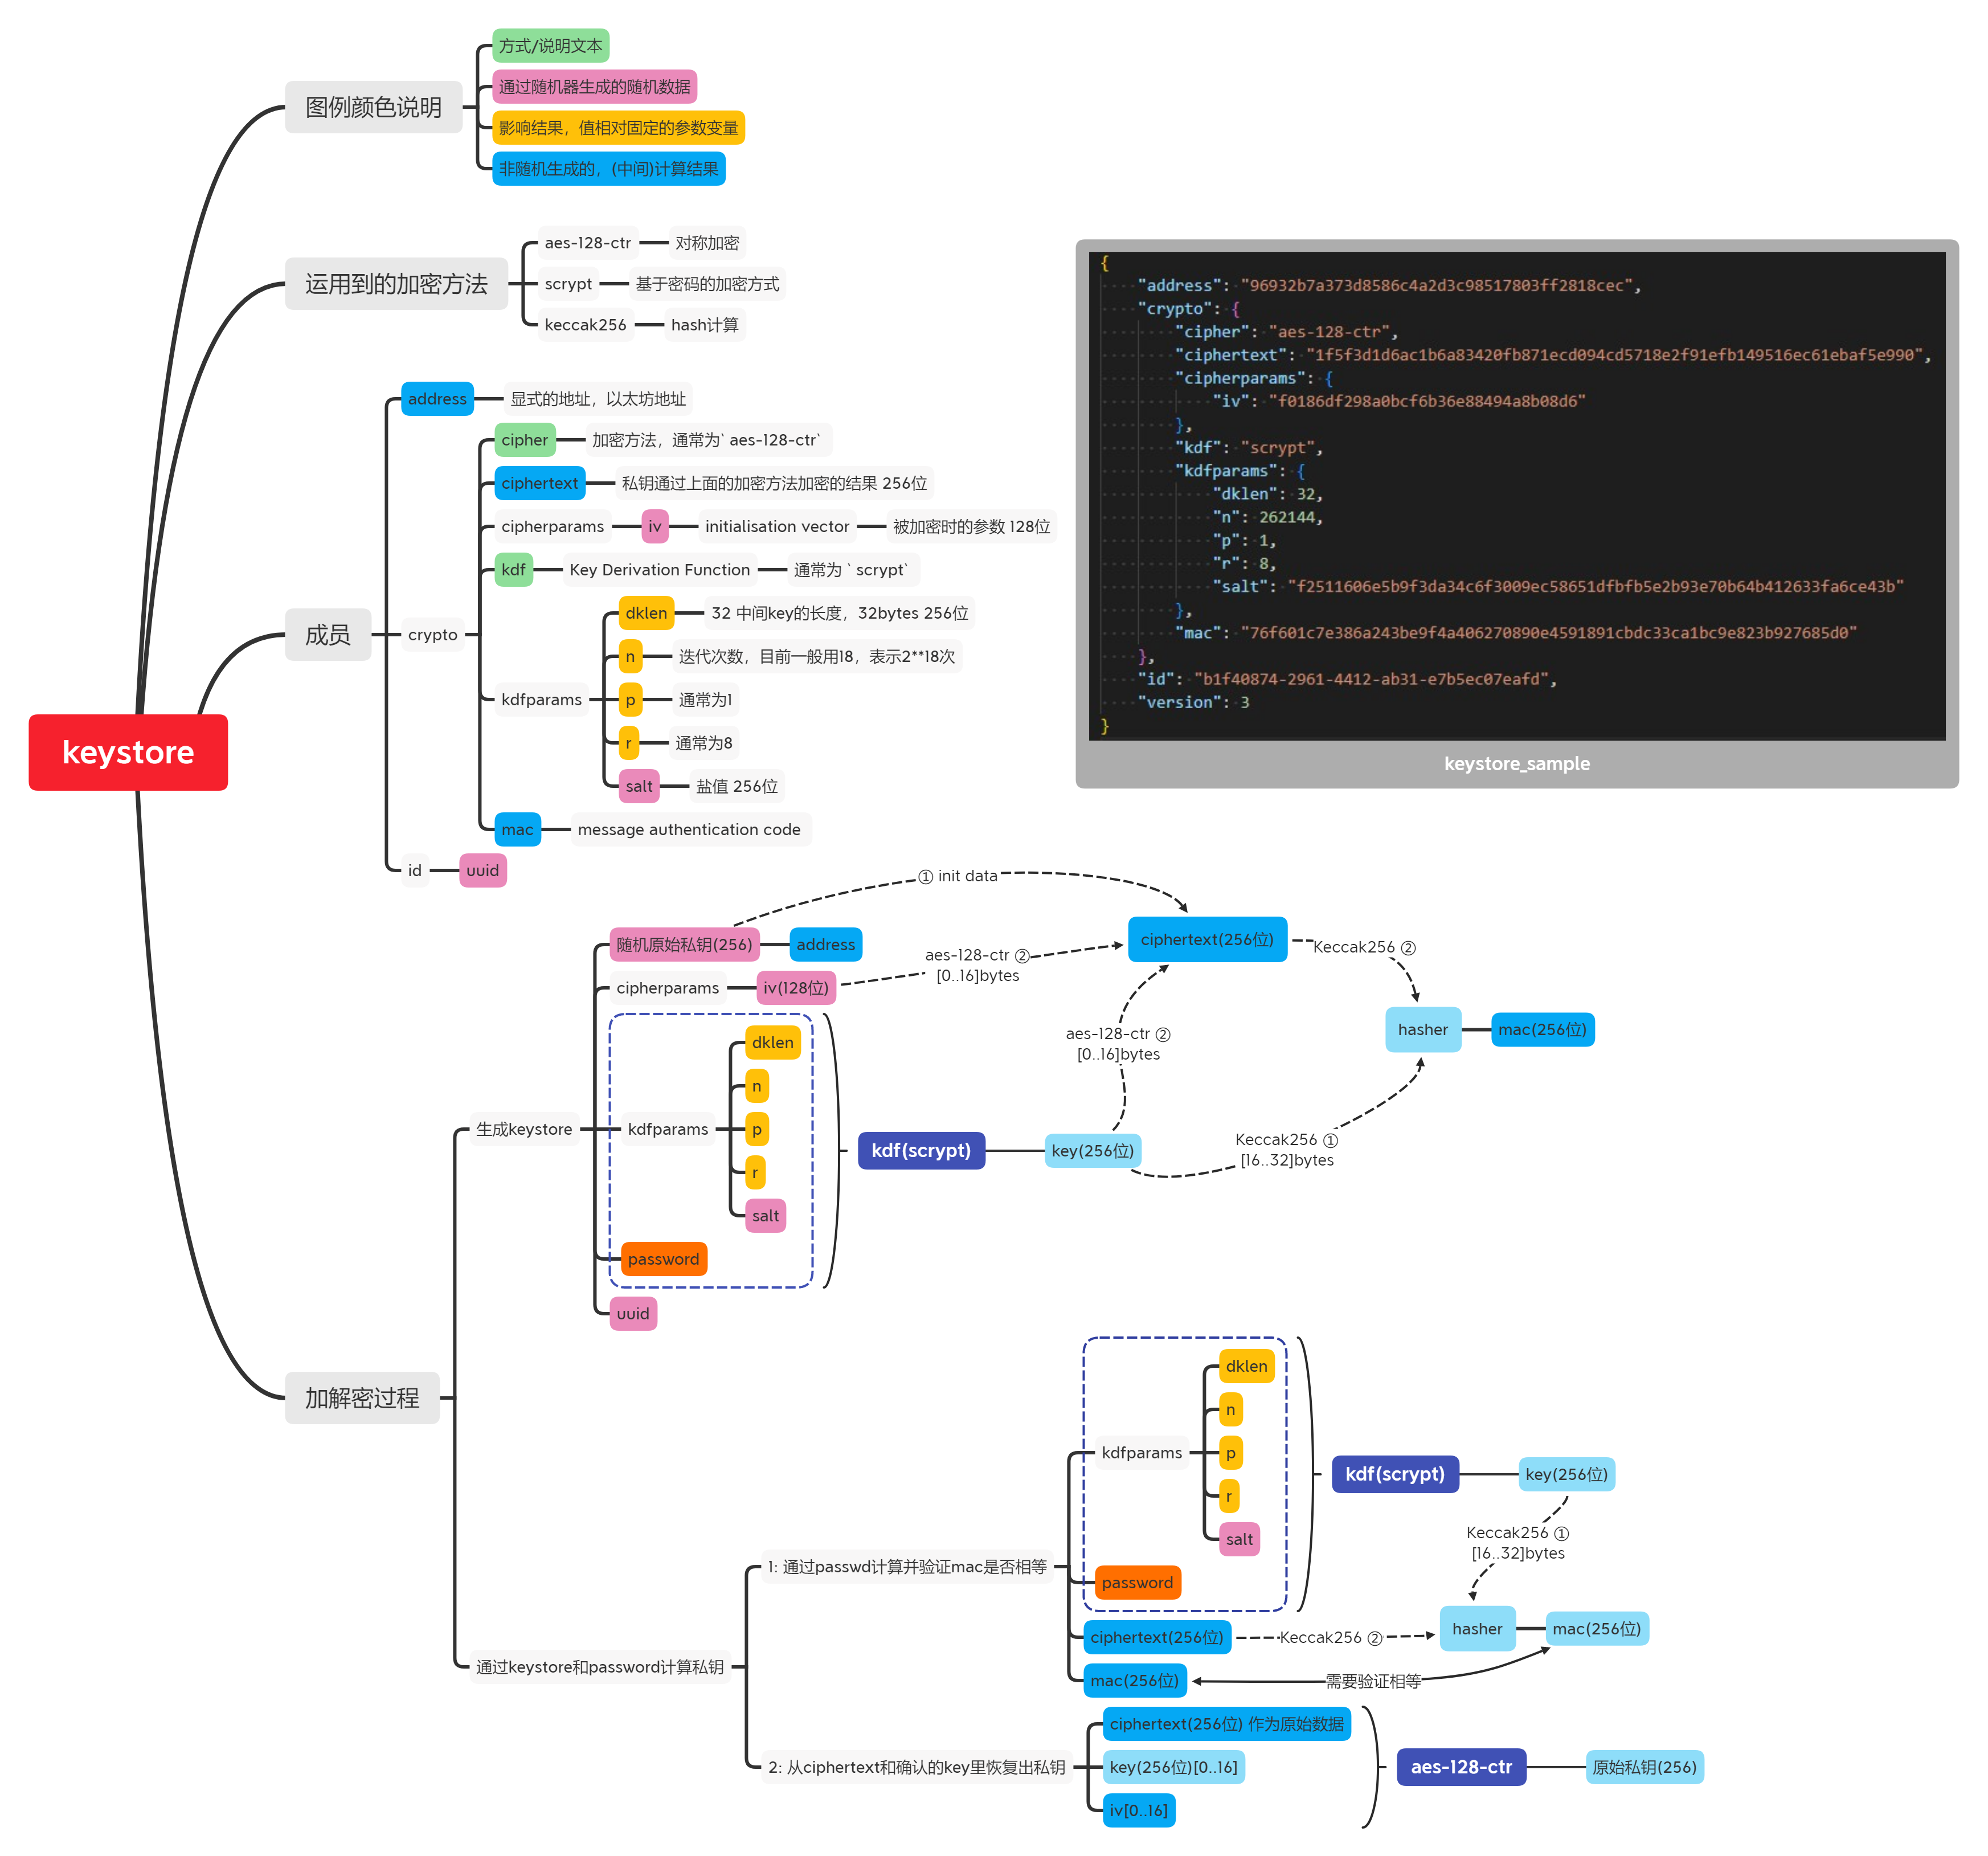 keystore
图例颜色说明
方式/说明文本
通过随机器生成的随机数据
影响结果，值相对固定的参数变量
非随机生成的，(中间)计算结果
运用到的加密方法
aes-128-ctr
对称加密
scrypt
基于密码的加密方式
keccak256
hash计算
成员
address
显式的地址，以太坊地址
crypto
cipher
加密方法，通常为` aes-128-ctr`
ciphertext
私钥通过上面的加密方法加密的结果 256位
cipherparams
iv
initialisation vector
被加密时的参数 128位
kdf
Key Derivation Function
通常为 ` scrypt`
kdfparams
dklen
32 中间key的长度，32bytes 256位
n
迭代次数，目前一般用18，表示2**18次
p
通常为1
r
通常为8
salt
盐值 256位
mac
message authentication code
id
uuid
{
"address": "96932b7a373d8586c4a2d3c98517803ff2818cec",
"crypto": {
"cipher": "aes-128-ctr",
"ciphertext": "1f5f3d1d6ac1b6a83420fb871ecd094cd5718e2f91efb149516ec61ebaf5e990",
"cipherparams": {
"iv": "f0186df298a0bcf6b36e88494a8b08d6"
},
"kdf": "scrypt",
"kdfparams": {
"dklen": 32,
"n": 262144,
"p": 1,
"r": 8,
"salt": "f2511606e5b9f3da34c6f3009ec58651dfbfb5e2b93e70b64b412633fa6ce43b"
},
"mac": "76f601c7e386a243be9f4a406270890e4591891cbdc33ca1bc9e823b927685d0"
},
"id": "b1f40874-2961-4412-ab31-e7b5ec07eafd",
"version": 3
}
keystore_sample
加解密过程
生成keystore
随机原始私钥(256)
address
① init data
cipherparams
iv(128位)
aes-128-ctr ②
[0..16]bytes
ciphertext(256位)
Keccak256 ②
hasher
mac(256位)
aes-128-ctr ②
[0..16]bytes
kdfparams
dklen
n
p
r
salt
password
kdf(scrypt)
key(256位)
Keccak256 ①
[16..32]bytes
uuid
通过keystore和password计算私钥
1: 通过passwd计算并验证mac是否相等
kdfparams
dklen
n
p
r
salt
password
kdf(scrypt)
key(256位)
Keccak256 ①
[16..32]bytes
ciphertext(256位)
Keccak256 ②
hasher
mac(256位)
mac(256位)
需要验证相等
2: 从ciphertext和确认的key里恢复出私钥
ciphertext(256位) 作为原始数据
key(256位)[0..16]
iv[0..16]
aes-128-ctr
原始私钥(256)